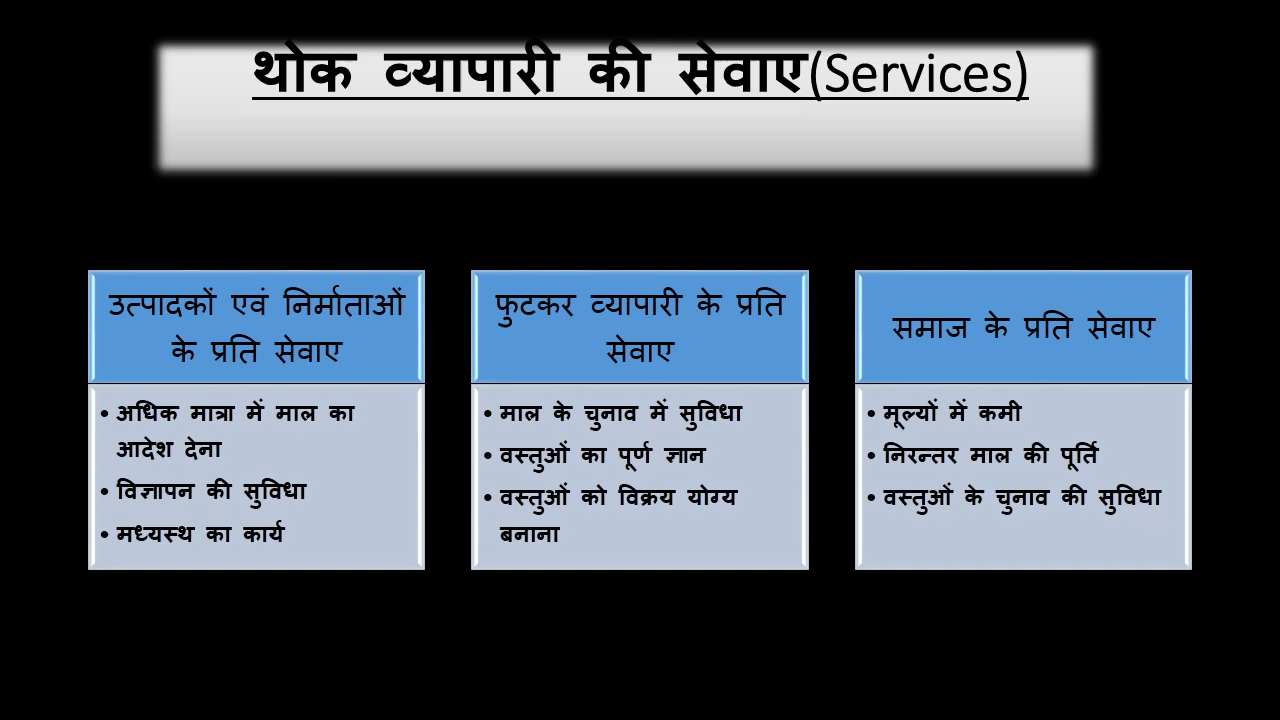 थोक व्यापारी की सेवाए(Services)
उत्पादकों एवं निर्माताओं
के प्रति सेवाए
• अधिक मात्रा में माल का
आदेश देना
• विज्ञापन की सुविधा
• मध्यस्थ का कार्य
फुटकर व्यापारी के प्रति
सेवाए
• माल के चुनाव में सुविधा
• वस्तुओं का पूर्ण ज्ञान
• वस्तुओं को विक्रय योग्य
बनाना
समाज के प्रति सेवाए
• मूल्यों में कमी
• निरन्तर माल की पूर्ति
• वस्तुओं के चुनाव की सुविधा